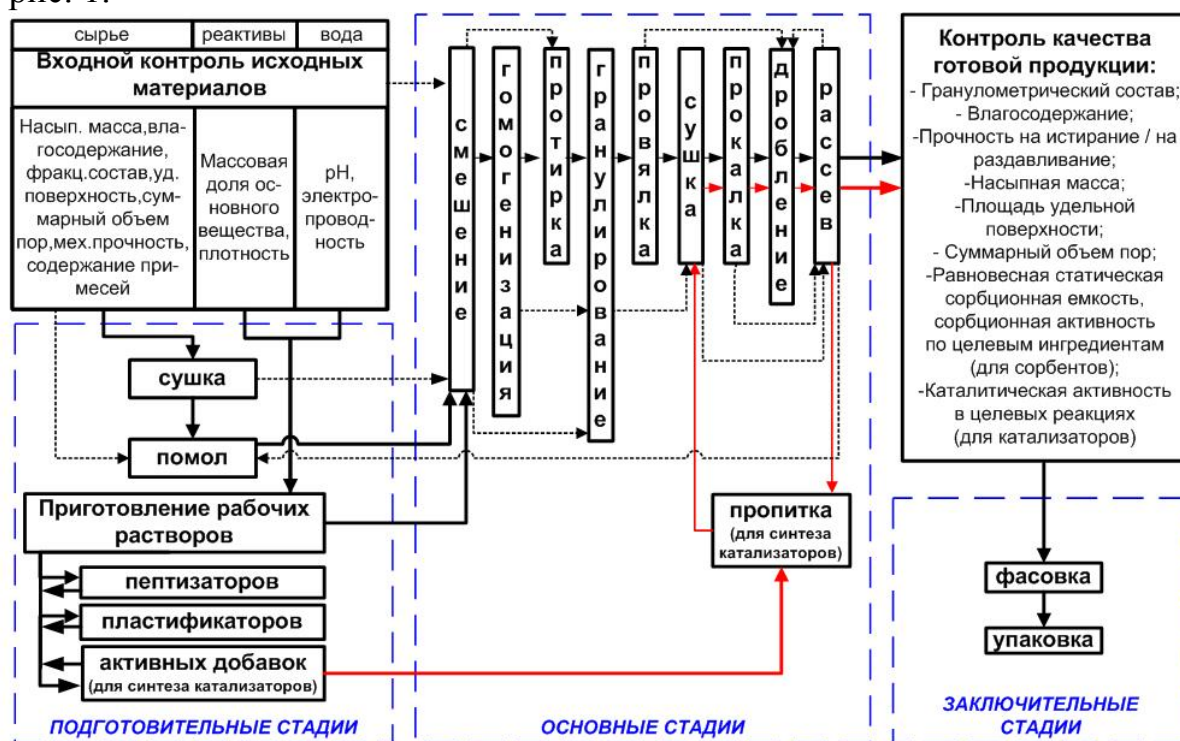 рис. 1.
сырье
реактивы
вода
Входной контроль исходных
материалов
Насып. масса,вла-
госодержание,
фракц.состав,уд.
поверхность,сум-
марный объем
пор,мех.прочность,
содержание при-
месей
Массовая
доля ос-
новного
вещества,
плотность
pH,
электро-
провод-
ность
сушка
помол
Приготовление рабочих
растворов
пептизаторов
пластификаторов
активных добавок
(для синтеза катализаторов)
ПОДГОТОВИТЕЛЬНЫЕ СТАДИИ
смешение
гомогенизация
протирка
гранулирование
провялка
сушка
прокалка
дробление
рассев
пропитка
(для синтеза
катализаторов)
ОСНОВНЫЕ СТАДИИ
Контроль качества
готовой продукции:
- Гранулометрический состав;
- Влагосодержание;
-Прочность на истирание / на
раздавливание;
-Насыпная масса;
-Площадь удельной
поверхности;
- Суммарный объем пор;
-Равновесная статическая
сорбционная емкость,
сорбционная активность
по целевым ингредиентам
(для сорбентов);
-Каталитическая активность
в целевых реакциях
(для катализаторов)
фасовка
упаковка
ЗАКЛЮЧИТЕЛЬНЫЕ
СТАДИИ